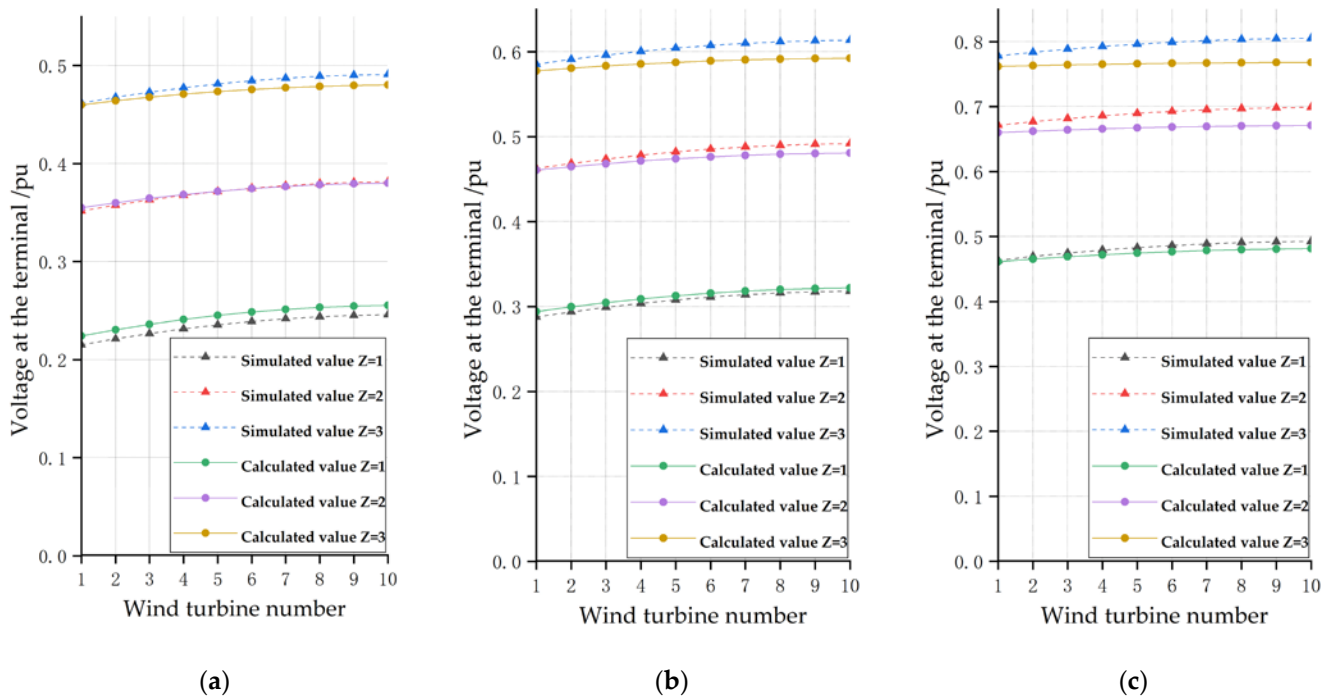 Voltage at the terminal /pu
0.5
0.4
0.3
0.2
0.1
0.0
Simulated value Z=1
Simulated value Z=2
Simulated value Z=3
Calculated value Z=1
Calculated value Z=2
Calculated value Z=3
1 2 3 4 5 6 7 8 9 10
Wind turbine number
(a)
Voltage at the terminal /pu
0.6
0.5
0.4
0.3
0.2
0.1
0.0
Simulated value Z=1
Simulated value Z=2
Simulated value Z=3
Calculated value Z=1
Calculated value Z=2
Calculated value Z=3
1 2 3 4 5 6 7 8 9 10
Wind turbine number
(b)
Voltage at the terminal /pu
0.8
0.7
0.6
0.5
0.4
0.3
0.2
0.1
0.0
Simulated value Z=1
Simulated value Z=2
Simulated value Z=3
Calculated value Z=1
Calculated value Z=2
Calculated value Z=3
1 2 3 4 5 6 7 8 9 10
Wind turbine number
(c)